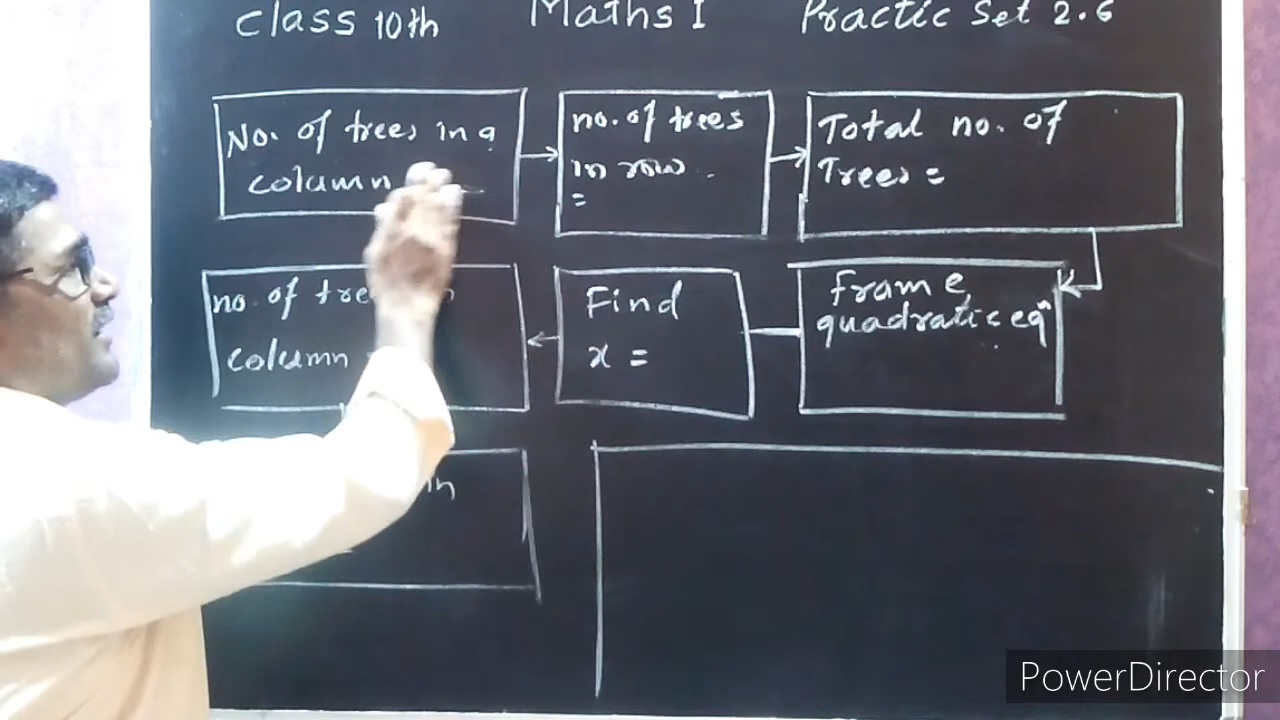 Class 10th Maths I Practic Set 2.6
No. of trees in a
column =
no. of trees
in row
=
Total no. of
Trees =
frame
quadratic eqn
Find
x =
no. of
column
PowerDirector